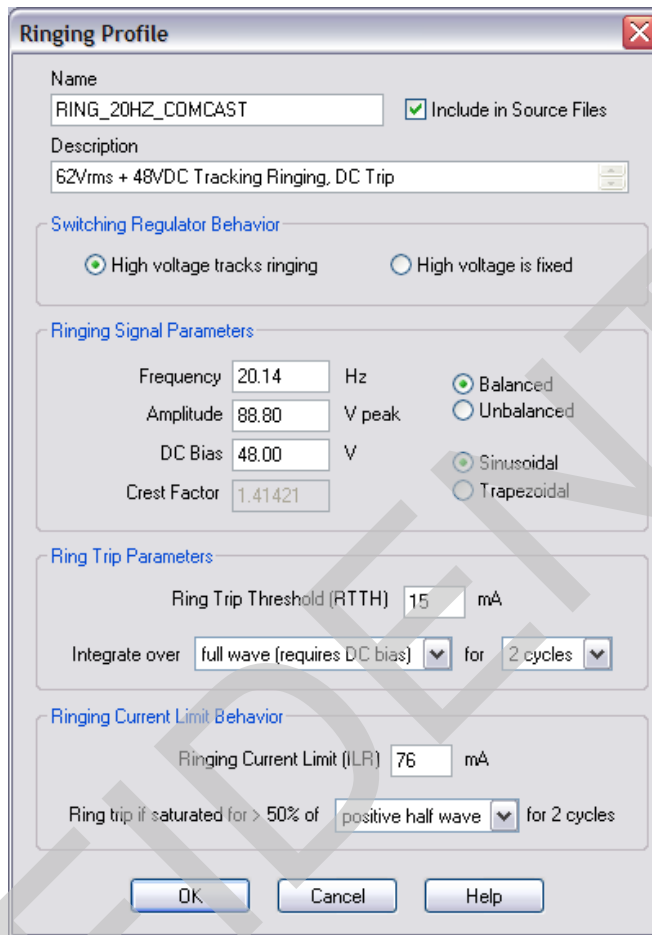 Ringing Profile
Name
RING_20HZ_COMCAST
Include in Source Files
Description
62Vrms + 48VDC Tracking Ringing, DC Trip
Switching Regulator Behavior
High voltage tracks ringing
High voltage is fixed
Ringing Signal Parameters
Frequency 20.14 Hz
Balanced
Amplitude 88.80 V peak
Unbalanced
DC Bias 48.00 V
Sinusoidal
Crest Factor 1.41421
Trapezoidal
Ring Trip Parameters
Ring Trip Threshold (RTTH) 15 mA
Integrate over full wave (requires DC bias) for 2 cycles
Ringing Current Limit Behavior
Ringing Current Limit (ILR) 76 mA
Ring trip if saturated for > 50% of positive half wave for 2 cycles
OK Cancel Help
FIDENT